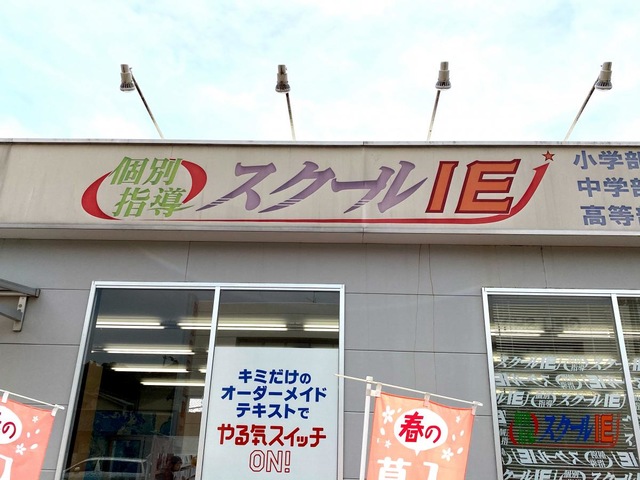 個別
指導
スクールIE
小学部
中学部
高等
キミだけの
オーダーメイド
テキストで
やる気スイッチ
ON!
春の
春の
スクールIE